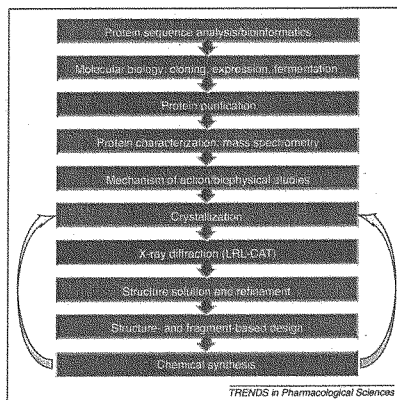 Protein sequence analysis/bioinformatics
Molecular biology, cloning, expression, fermentation
Protein purification
Protein characterization: mass spectrometry
Mechanism of action/biophysical studies
Crystallization
X-ray diffraction (LRL-CAT)
Structure solution and refinement
Structure- and fragment-based design
Chemical synthesis
TRENDS in Pharmacological Sciences